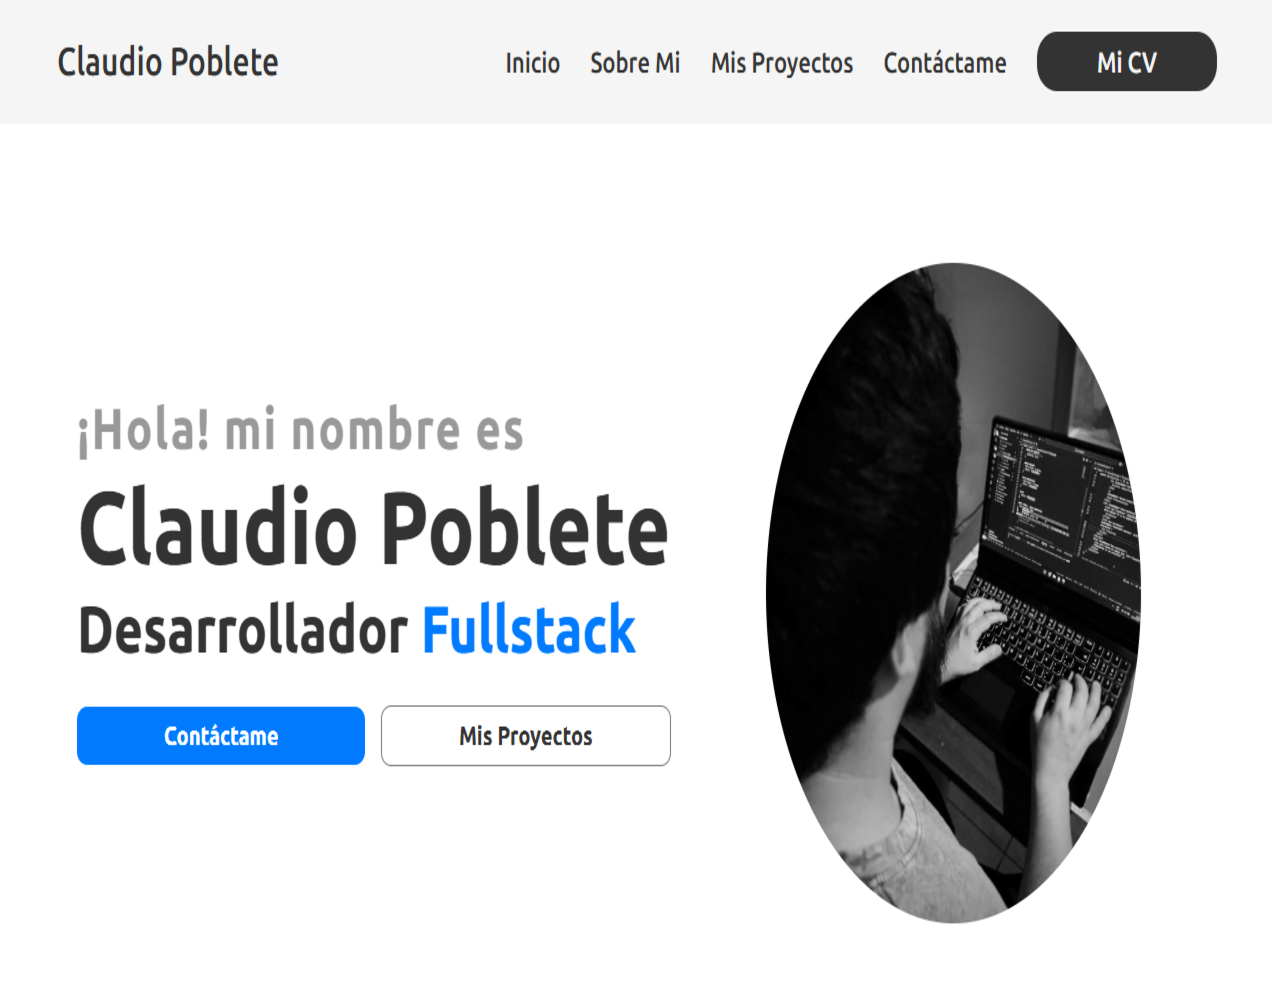 Claudio Poblete
Inicio Sobre Mi Mis Proyectos Contáctame Mi CV
¡Hola! mi nombre es
Claudio Poblete
Desarrollador Fullstack
Contáctame Mis Proyectos